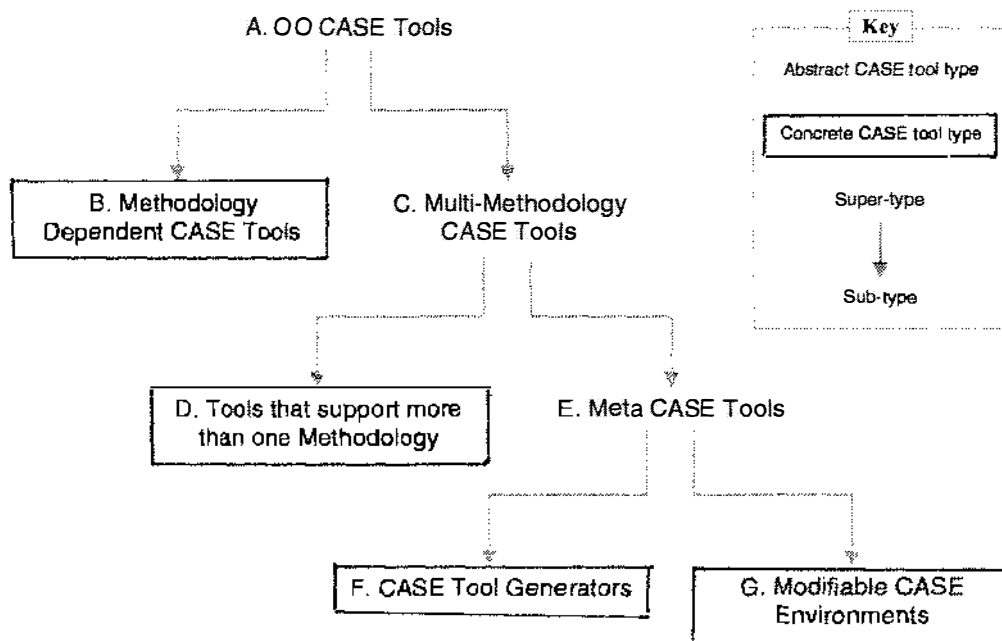 A. OO CASE Tools
Key
Abstract CASE tool type
Concrete CASE tool type
Super-type
Sub-type
B. Methodology
Dependent CASE Tools
C. Multi-Methodology
CASE Tools
D. Tools that support more
than one Methodology
E. Meta CASE Tools
F. CASE Tool Generators
G. Modifiable CASE
Environments